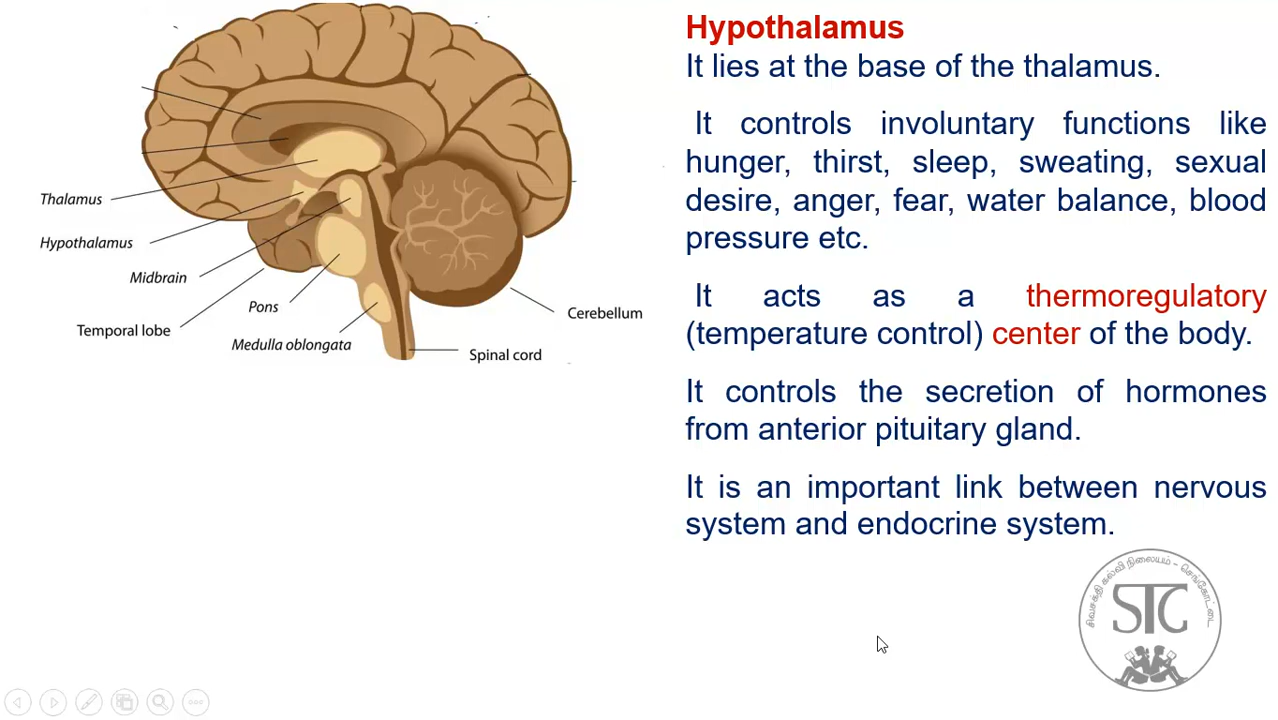 Hypothalamus
It lies at the base of the thalamus.
It controls involuntary functions like
hunger, thirst, sleep, sweating, sexual
desire, anger, fear, water balance, blood
pressure etc.
It acts as a thermoregulatory
(temperature control) center of the body.
It controls the secretion of hormones
from anterior pituitary gland.
It is an important link between nervous
system and endocrine system.
Thalamus
Hypothalamus
Midbrain
Pons
Temporal lobe
Medulla oblongata
Cerebellum
Spinal cord
சிவசக்தி கல்வி நிலையம் - செங்கோட்டை
STC